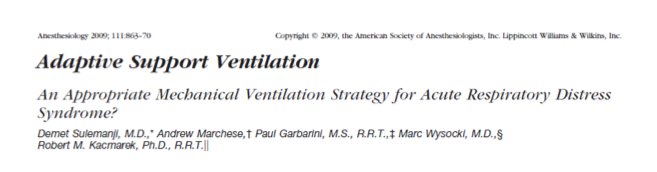 Anesthesiology 2009; 111:863–70 Copyright © 2009, the American Society of Anesthesiologists, Inc. Lippincott Williams & Wilkins, Inc.
Adaptive Support Ventilation
An Appropriate Mechanical Ventilation Strategy for Acute Respiratory Distress
Syndrome?
Demet Sulemanji, M.D.,* Andrew Marchese,† Paul Garbarini, M.S., R.R.T.,‡ Marc Wysocki, M.D.,§
Robert M. Kacmarek, Ph.D., R.R.T.||